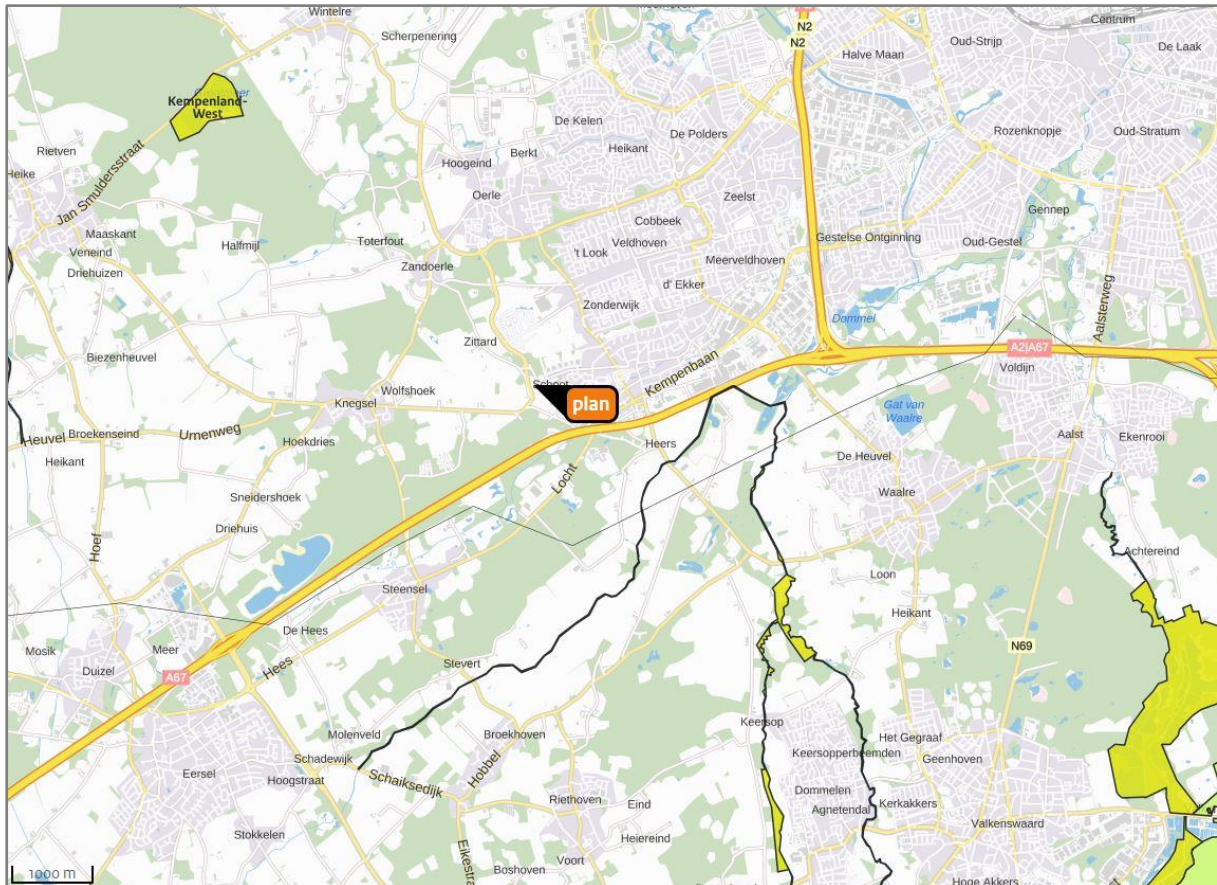 Wintelre
Scherpenering
N2
N2
Centrum
Oud-Strijp
De Laak
Halve Maan
Kempenland-
West
De Kelen
De Polders
Rozenknopje
Oud-Stratum
Rietven
Heike
Jan Smuldersstraat
Hoogeind
Berkt
Heikant
Oerle
Zeelst
Gennep
Maaskant
Cobbeek
Veneind
Halfmijl
Toterfout
't Look
Veldhoven
Gestelse Ontginning
Oud-Gestel
Driehuizen
Zandoerle
Meerveldhoven
d' Ekker
Aalsterweg
Zonderwijk
Dommel
Biezenheuvel
Zittard
A2|A67
Voldijn
Kempenbaan
Schoot
Wolfshoek
plan
Knegsel
Gat van
Waalre
Heuvel
Broekenseind
Urnenweg
Hoekdries
Heers
Aalst
Ekenrooi
Heikant
De Heuvel
Locht
Sneidershoek
Waalre
Driehuis
Hoef
Achtereind
Steensel
Loon
Heikant
De Hees
Mosik
Meer
N69
Duizel
Hees
Stevert
A67
Keersop
Molenveld
Broekhoven
Het Gegraaf
Keersopperbeemden
Schadewijk
Geenhoven
Eersel
Hoogstraat
Schaiksedijk
Hobbel
Dommelen
Riethoven
Eind
Agnetendal
Kerkakkers
Valkenswaard
Stokkelen
Heiereind
Voort
Boshoven
Hoge Akkers
1000 m